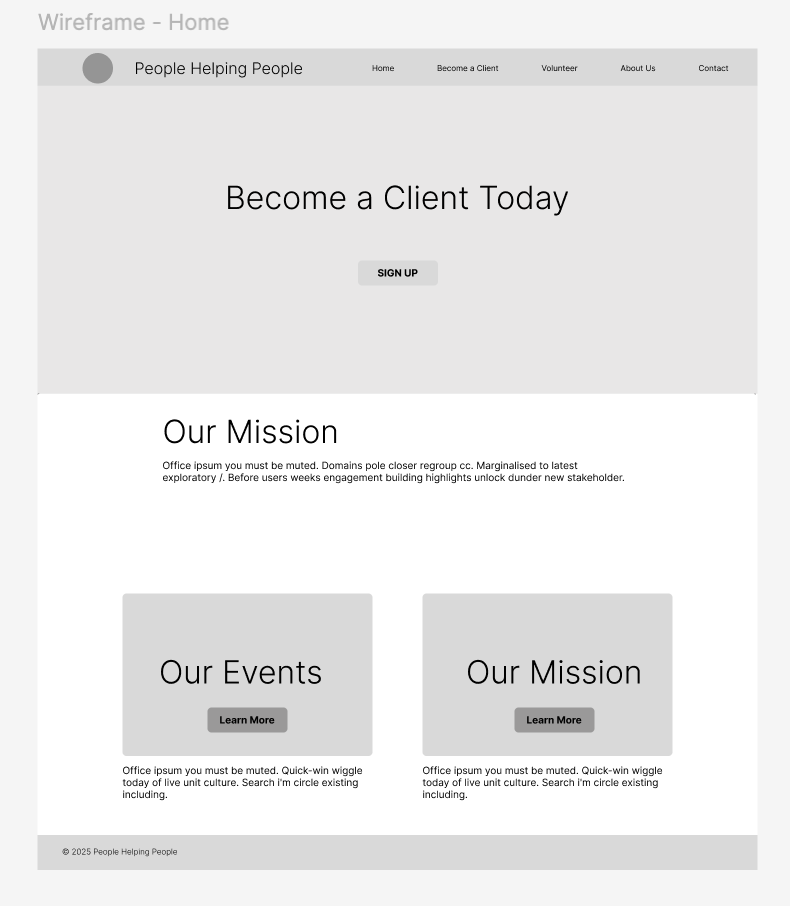 Wireframe - Home
People Helping People
Home
Become a Client
Volunteer
About Us
Contact
Become a Client Today
SIGN UP
Our Mission
Office ipsum you must be muted. Domains pole closer regroup cc. Marginalised to latest
exploratory /. Before users weeks engagement building highlights unlock dunder new stakeholder.
Our Events
Learn More
Office ipsum you must be muted. Quick-win wiggle
today of live unit culture. Search i'm circle existing
including.
Our Mission
Learn More
Office ipsum you must be muted. Quick-win wiggle
today of live unit culture. Search i'm circle existing
including.
© 2025 People Helping People